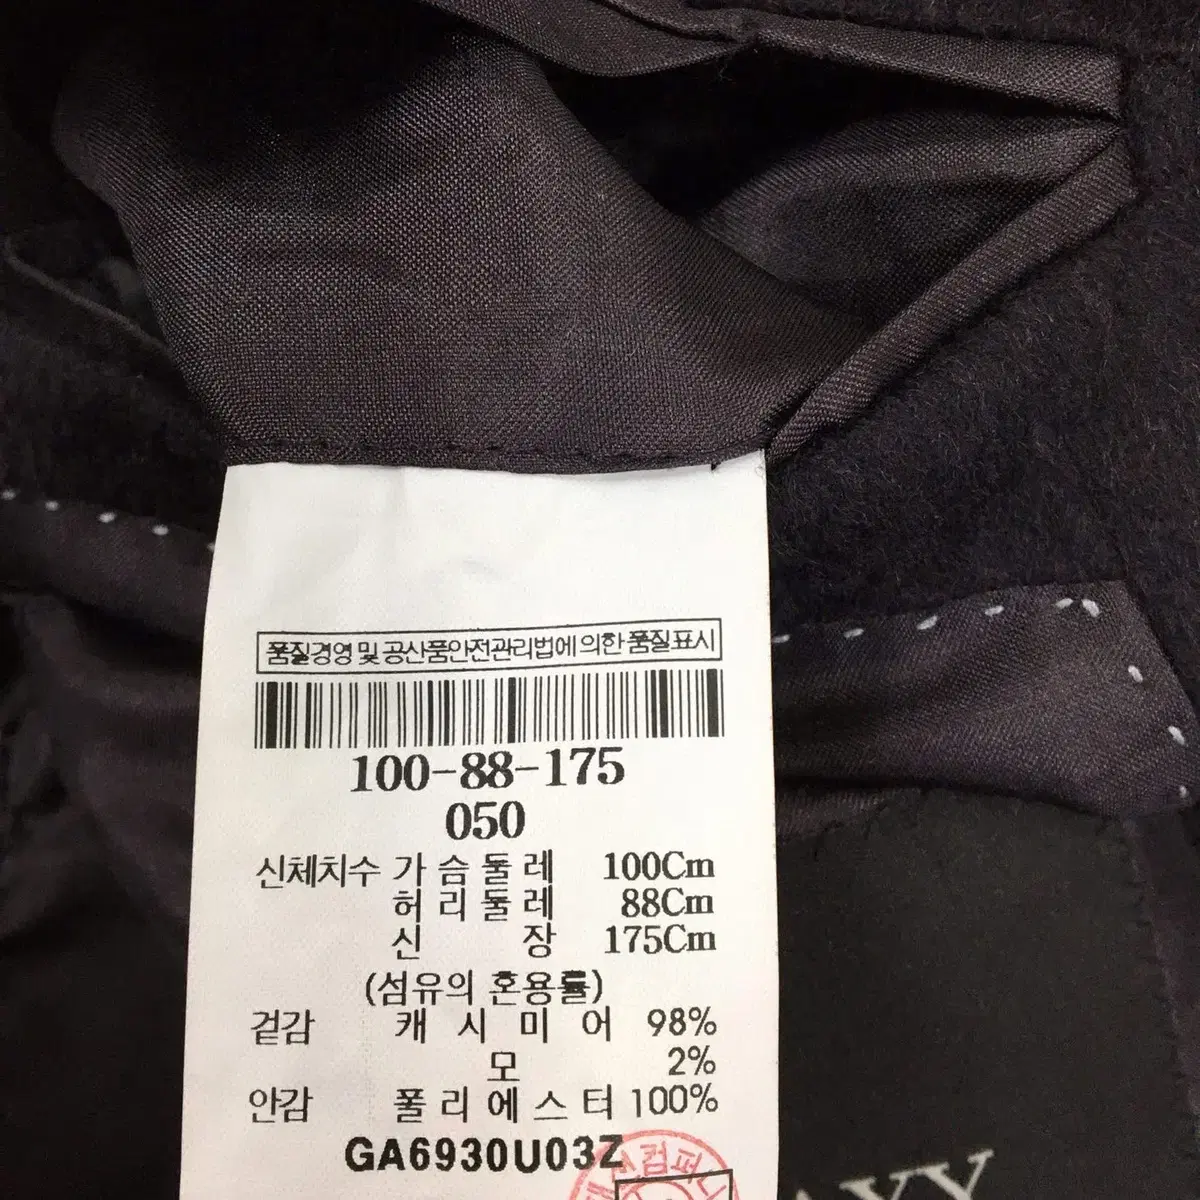 품질경영 및 공산품안전관리법에 의한 품질표시
100-88-175
050
신체치수 가슴둘레 100Cm
허리둘레 88Cm
신 장 175Cm
(섬유의 혼용률)
겉감 캐시미어 98%
모 2%
안감 폴리에스터 100%
GA6930U03Z